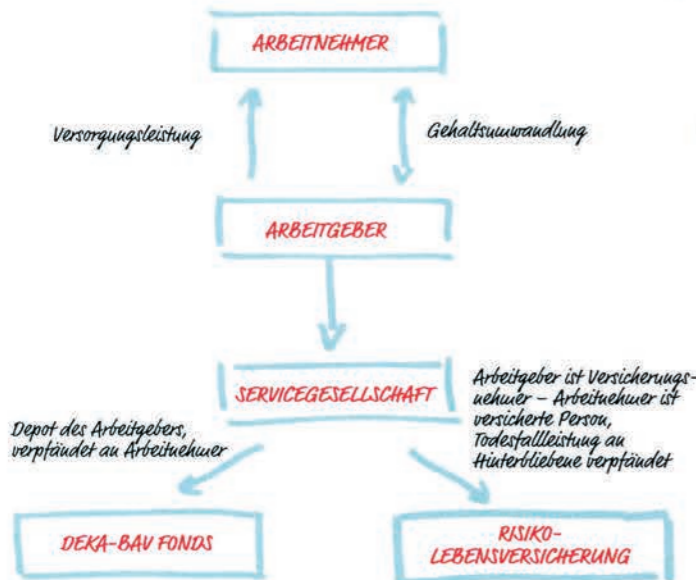 ARBEITNEHMER
Versorgungsleistung
Gehaltsumwandlung
ARBEITGEBER
SERVICEGESELLSCHAFT
Arbeitgeber ist Versicherungs-
nehmer – Arbeitnehmer ist
versicherte Person,
Todesfallleistung an
Hinterbliebene verpfändet
Depot des Arbeitgebers,
verpfändet an Arbeitnehmer
DEKA-BAV FONDS
RISIKO-
LEBENSVERSICHERUNG